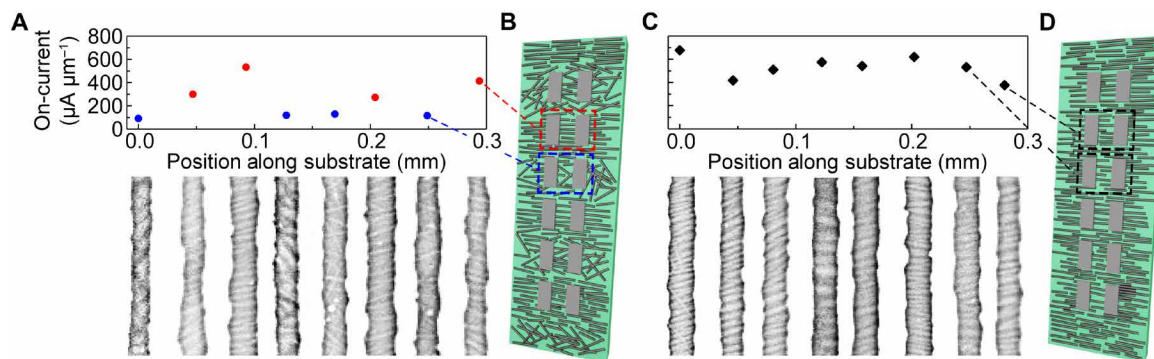 A
On-current
(µA µm⁻¹)
800
600
400
200
0
0.0
0.1
0.2
0.3
Position along substrate (mm)
B
C
0.0
0.1
0.2
0.3
Position along substrate (mm)
D